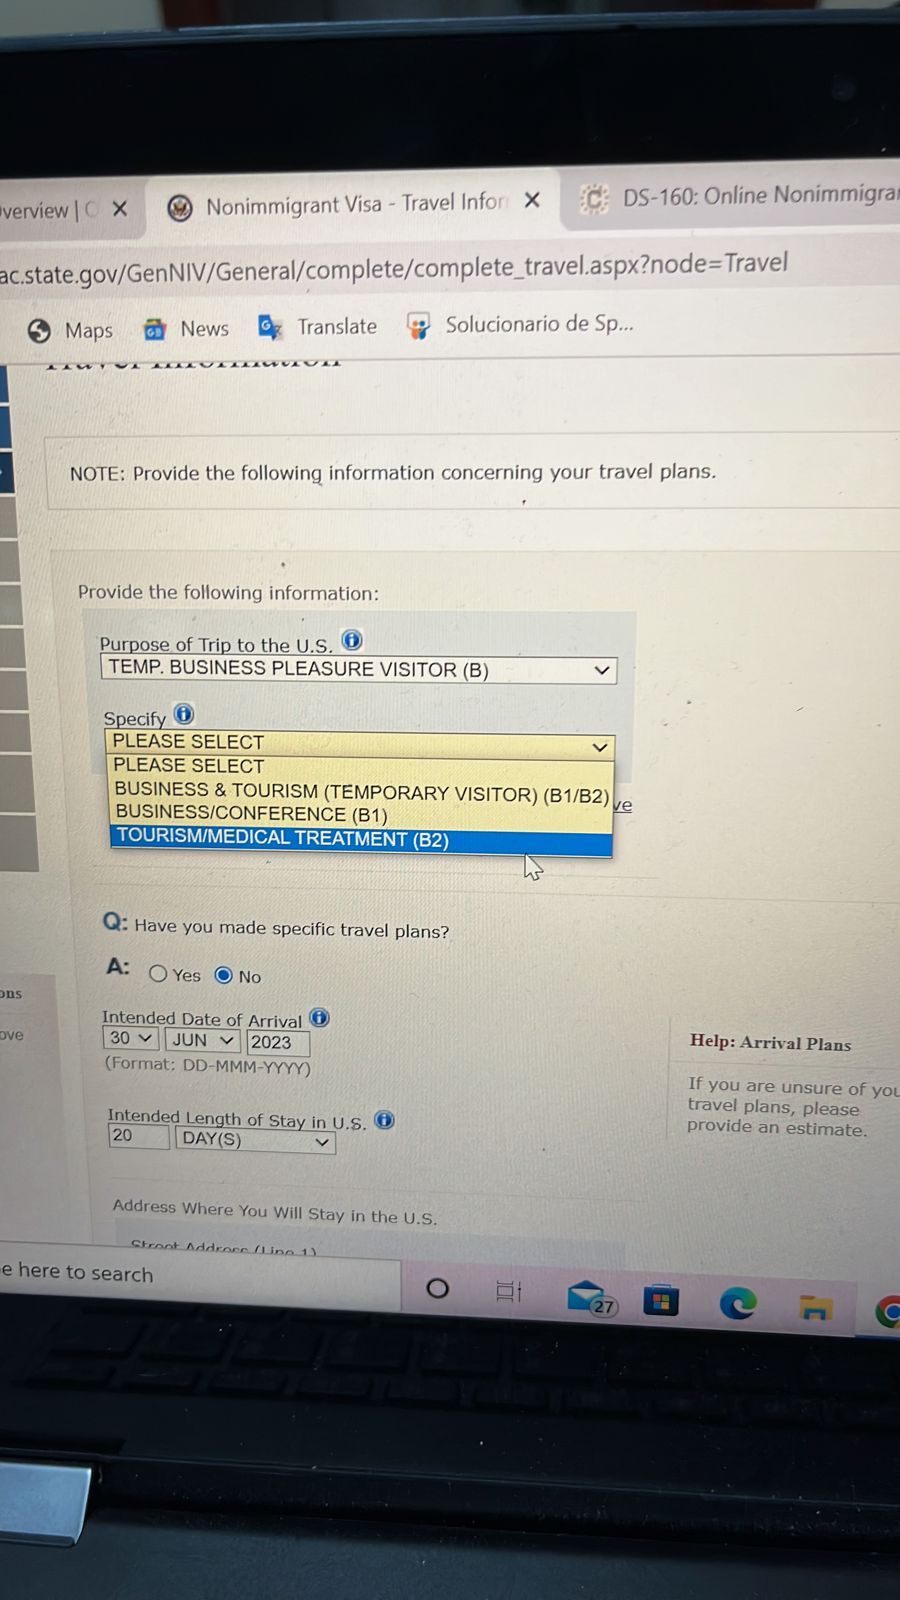 verview | C
Nonimmigrant Visa - Travel Infor
DS-160: Online Nonimmigra
ac.state.gov/GenNIV/General/complete/complete_travel.aspx?node=Travel
Maps
GB
News
Translate
Solucionario de Sp...
Travel Information
NOTE: Provide the following information concerning your travel plans.
Provide the following information:
Purpose of Trip to the U.S.
TEMP. BUSINESS PLEASURE VISITOR (B)
Specify
PLEASE SELECT
PLEASE SELECT
BUSINESS & TOURISM (TEMPORARY VISITOR) (B1/B2)
BUSINESS/CONFERENCE (B1)
ve
TOURISM/MEDICAL TREATMENT (B2)
Q: Have you made specific travel plans?
A: Yes No
ons
ove
Intended Date of Arrival
30 JUN 2023
(Format: DD-MMM-YYYY)
Help: Arrival Plans
If you are unsure of you
travel plans, please
provide an estimate.
Intended Length of Stay in U.S.
20 DAY(S)
Address Where You Will Stay in the U.S.
Street Address (Line 1)
e here to search
27